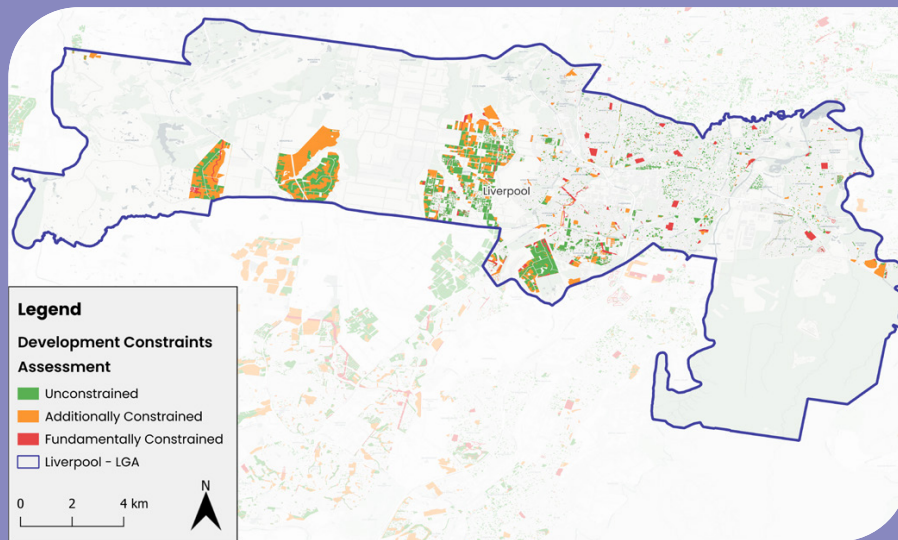 Liverpool
Legend
Development Constraints
Assessment
Unconstrained
Additionally Constrained
Fundamentally Constrained
Liverpool - LGA
0 2 4 km
N